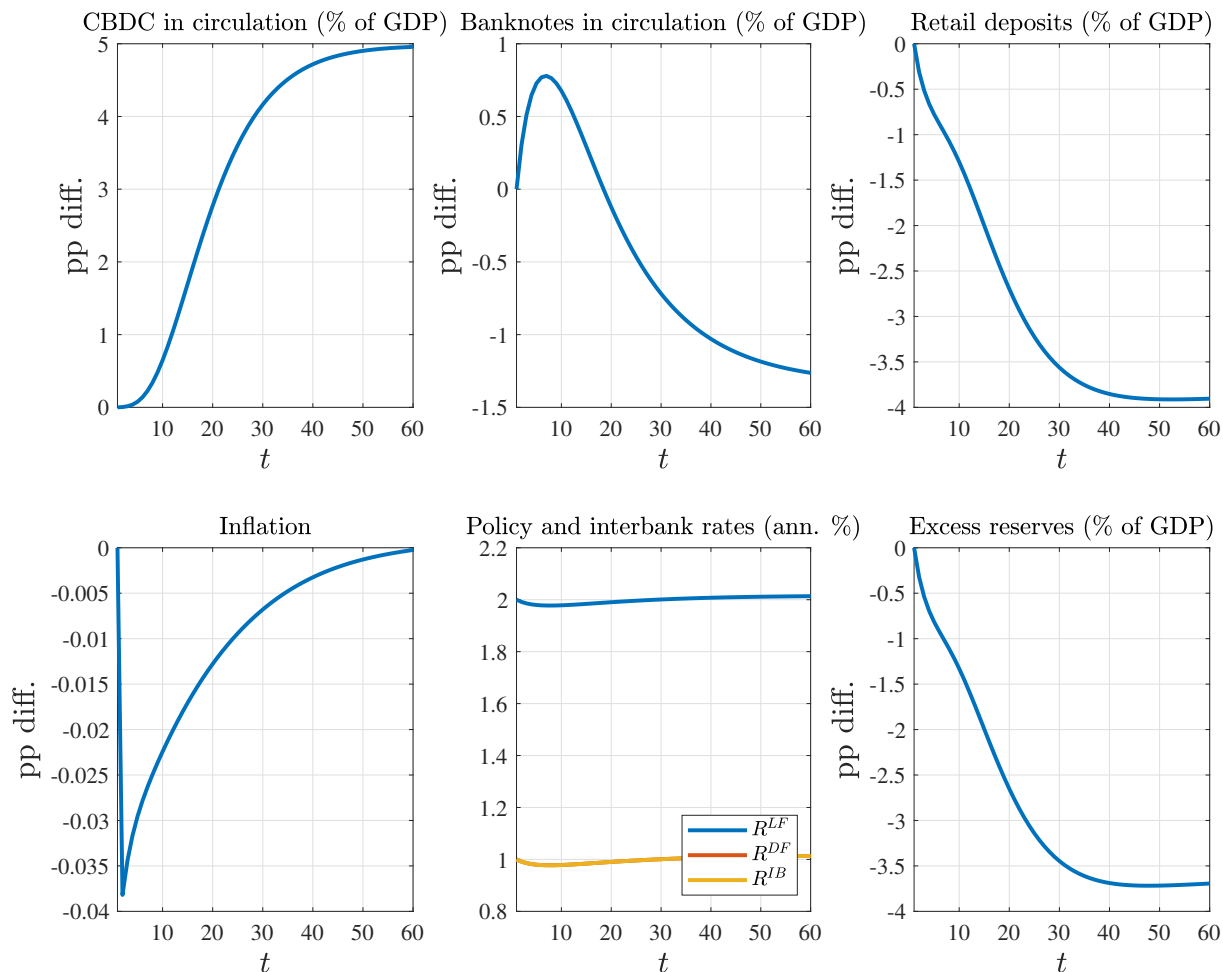 CBDC in circulation (% of GDP)
5
4
3
2
1
0
pp diff.
10 20 30 40 50 60
t
Banknotes in circulation (% of GDP)
1
0.5
0
-0.5
-1
-1.5
pp diff.
10 20 30 40 50 60
t
Retail deposits (% of GDP)
0
-0.5
-1
-1.5
-2
-2.5
-3
-3.5
-4
pp diff.
10 20 30 40 50 60
t
Inflation
0
-0.005
-0.01
-0.015
-0.02
-0.025
-0.03
-0.035
-0.04
pp diff.
10 20 30 40 50 60
t
Policy and interbank rates (ann. %)
2.2
2
1.8
1.6
1.4
1.2
1
0.8
R^{LF}
R^{DF}
R^{IB}
10 20 30 40 50 60
t
Excess reserves (% of GDP)
0
-0.5
-1
-1.5
-2
-2.5
-3
-3.5
-4
pp diff.
10 20 30 40 50 60
t